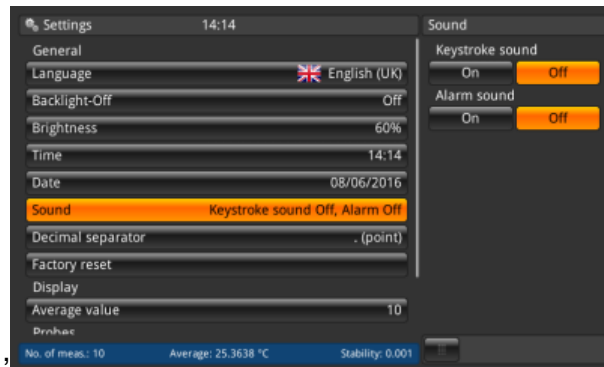 Settings 14:14
General
Language English (UK)
Backlight-Off Off
Brightness 60%
Time 14:14
Date 08/06/2016
Sound Keystroke sound Off, Alarm Off
Decimal separator . (point)
Factory reset
Display
Average value 10
Probes
No. of meas.: 10 Average: 25.3638 °C Stability: 0.001
Sound
Keystroke sound
On Off
Alarm sound
On Off
,